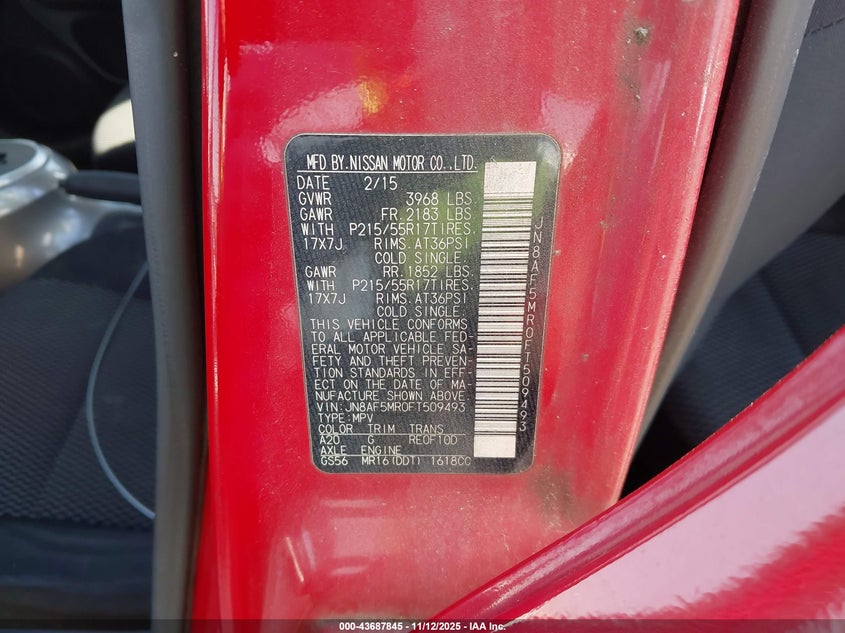 MFD BY.NISSAN MOTOR CO.,LTD.
DATE 2/15
GVWR 3968 LBS.
GAWR FR.2183 LBS.
WITH P215/55R17TIRES.
17X7J RIMS.AT36PSI
COLD SINGLE.
GAWR RR.1852 LBS.
WITH P215/55R17TIRES.
17X7J RIMS.AT36PSI
COLD SINGLE.
THIS VEHICLE CONFORMS
TO ALL APPLICABLE FED-
ERAL MOTOR VEHICLE SA-
FETY AND THEFT PREVEN-
TION STANDARDS IN EFF-
ECT ON THE DATE OF MA-
NUFACTURE SHOWN ABOVE.
VIN:JN8AF5MR0FT509493
TYPE:MPV
COLOR TRIM TRANS
A20 G RE0F10D
AXLE ENGINE
GS56 MR16(DDT) 1618CC
JN8AF5MR0FT509493
000-43687845 11/12/2025 IAA Inc.